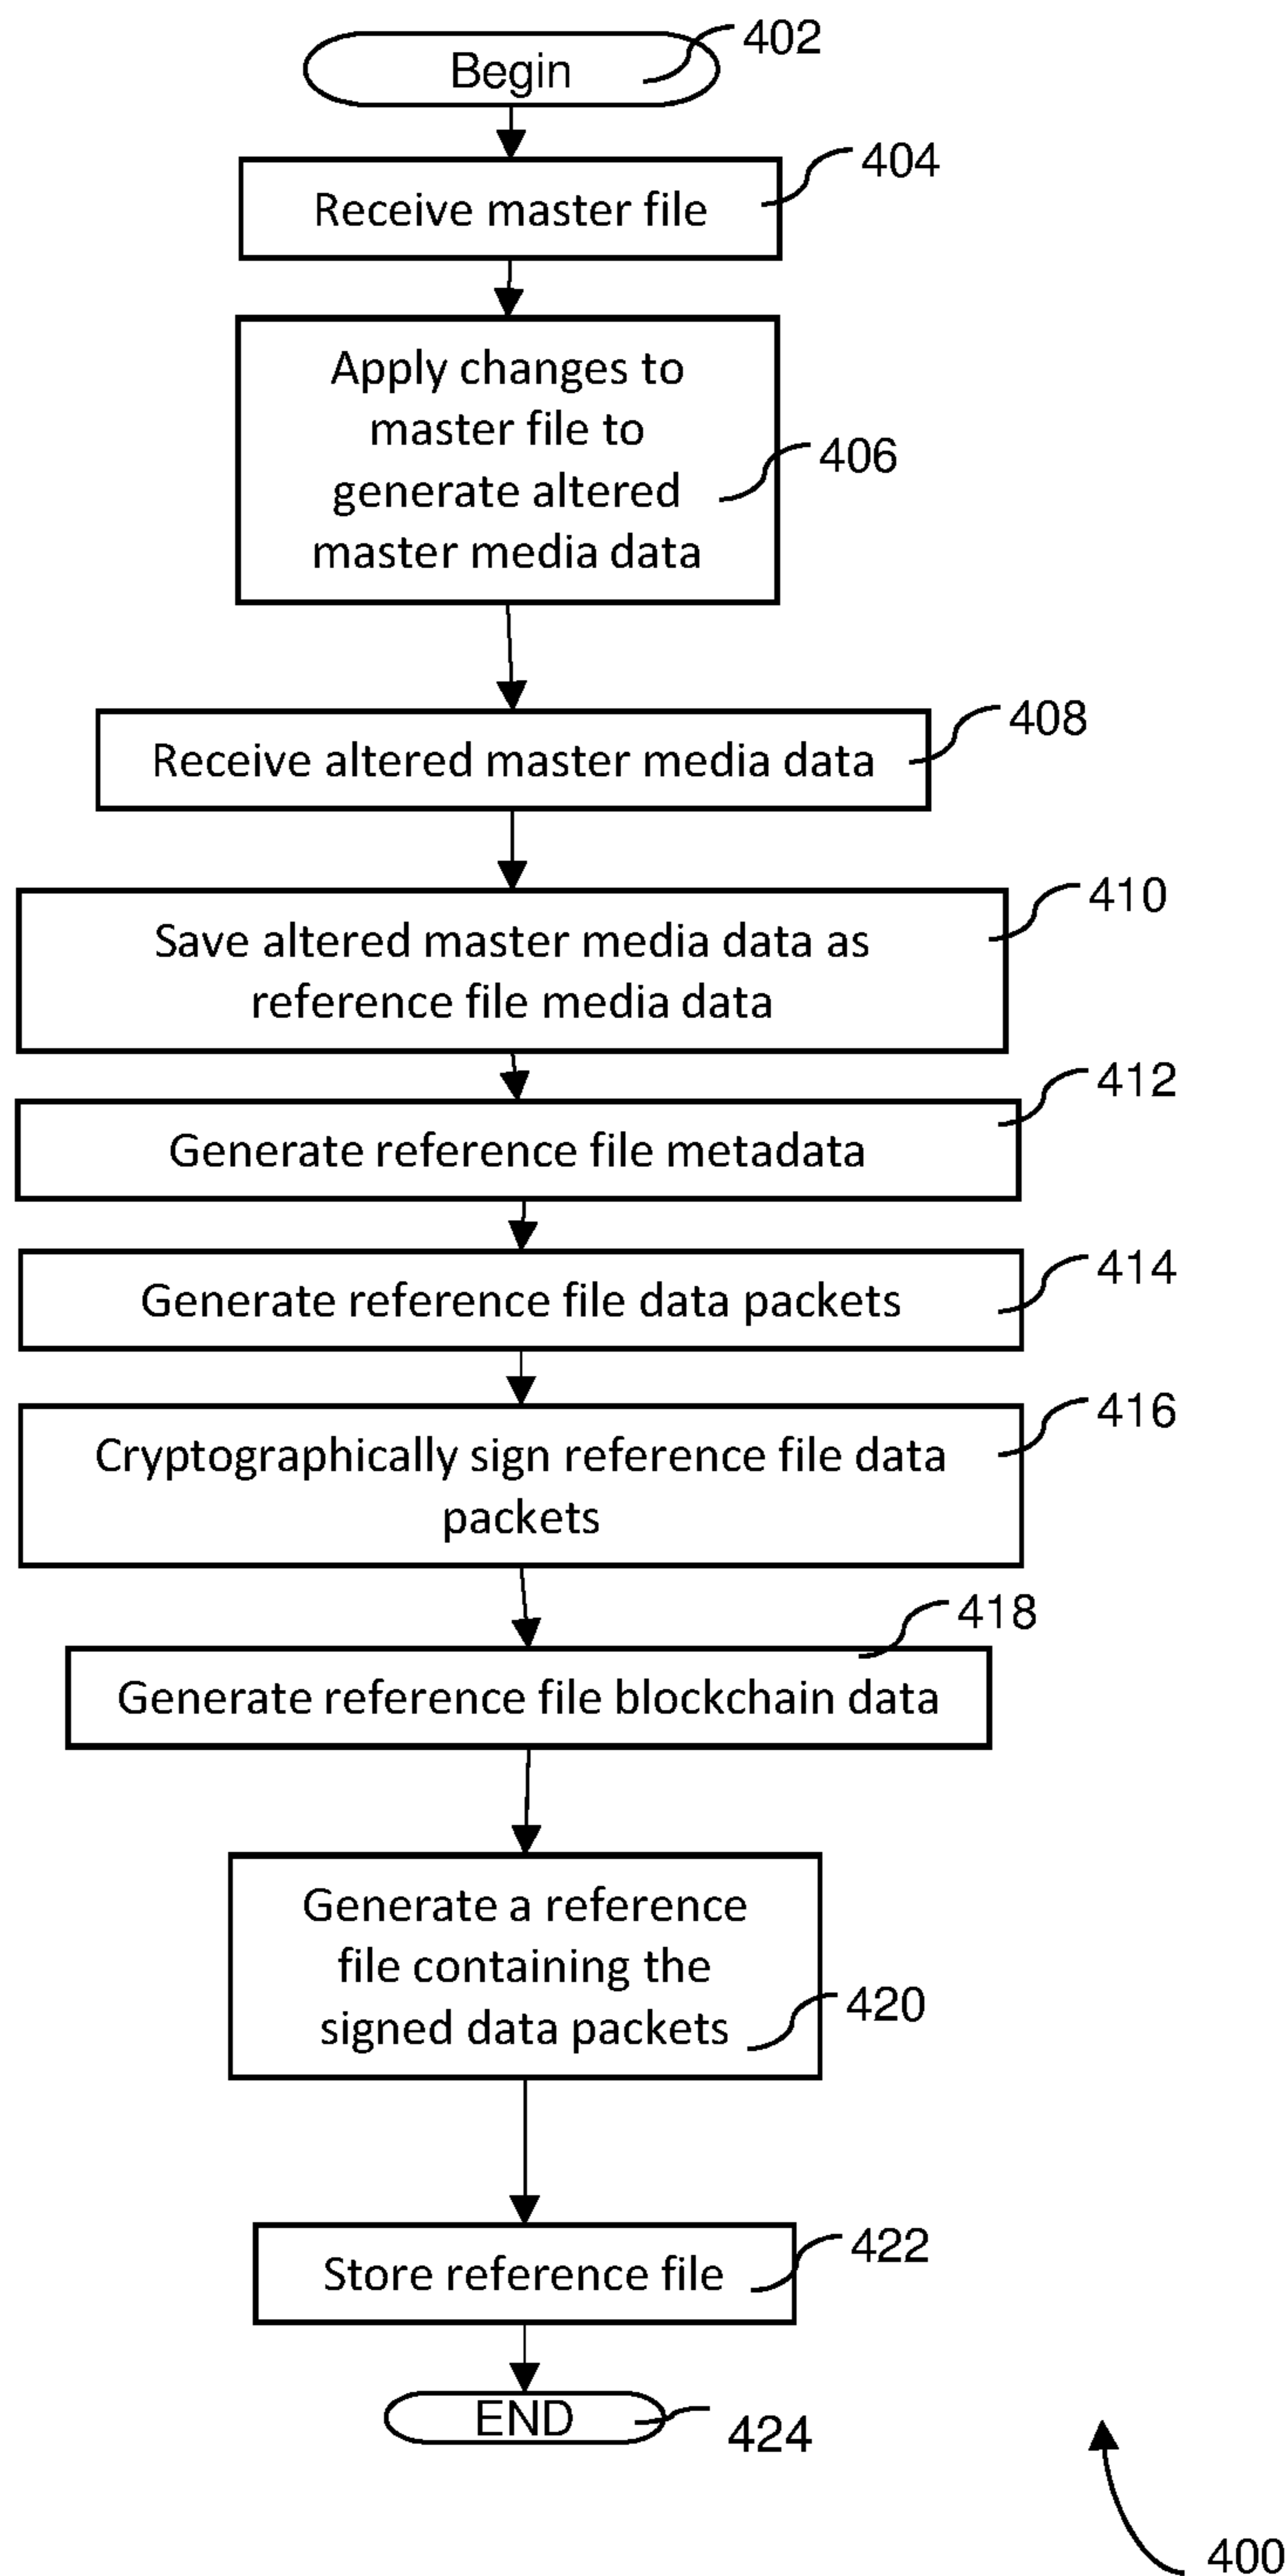 Begin
402
Receive master file
404
Apply changes to
master file to
generate altered
master media data
406
Receive altered master media data
408
Save altered master media data as
reference file media data
410
Generate reference file metadata
412
Generate reference file data packets
414
Cryptographically sign reference file data
packets
416
Generate reference file blockchain data
418
Generate a reference
file containing the
signed data packets
420
Store reference file
422
END
424
400